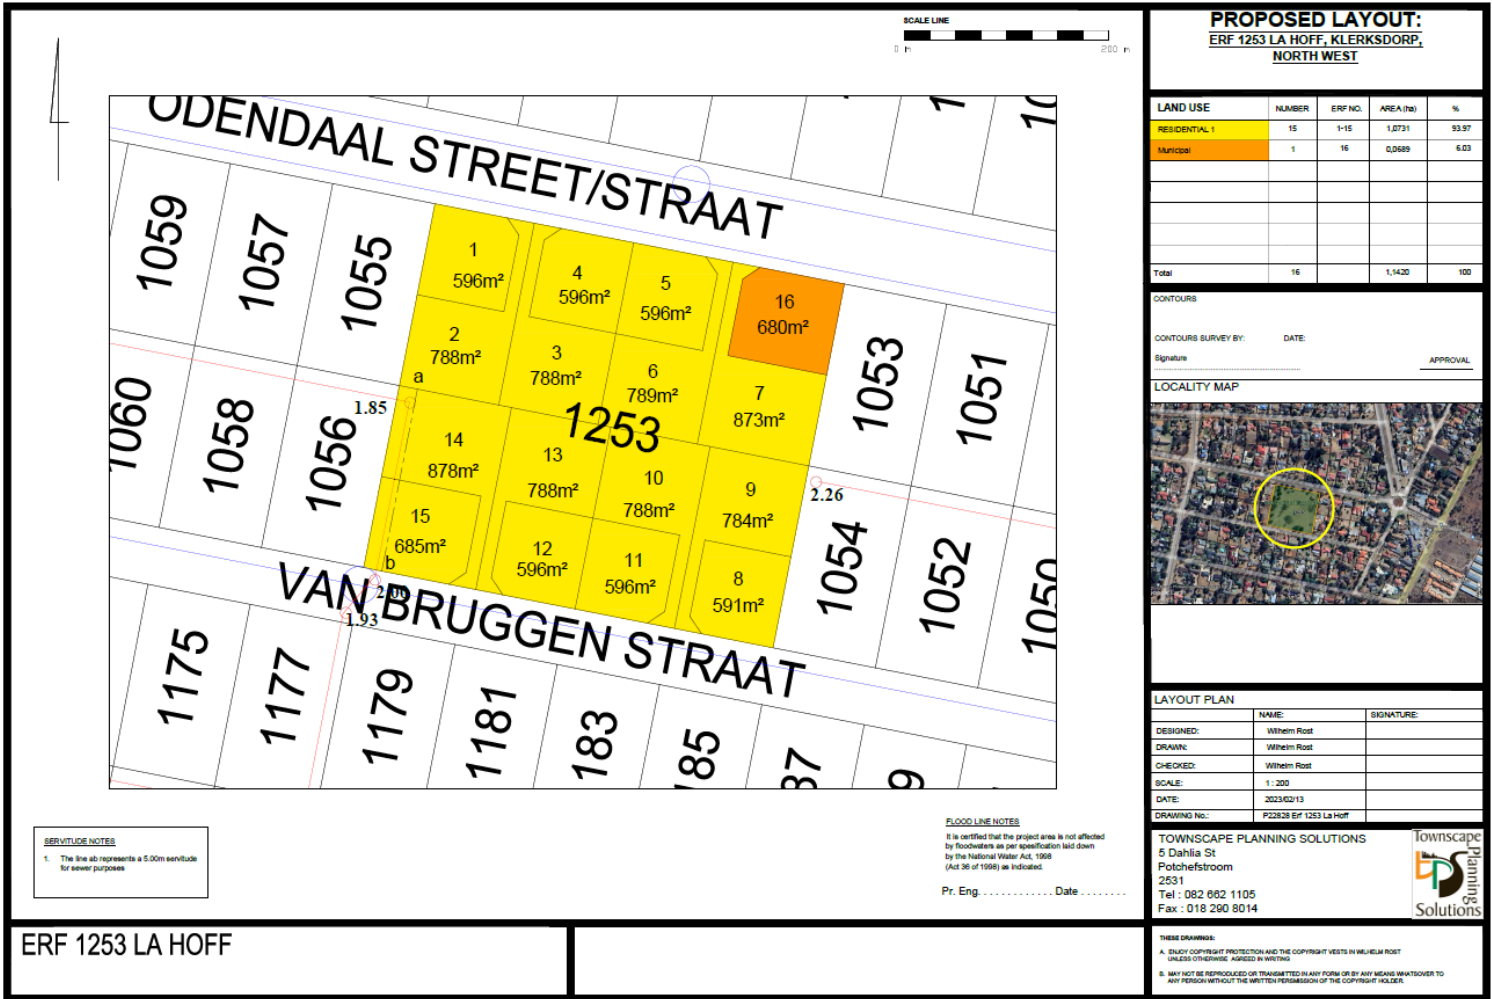 SCALE LINE
0 m 200 m
ODENDAAL STREET/STRAAT
1059
1057
1055
1
596m²
4
596m²
5
596m²
16
680m²
2
788m²
3
788m²
6
789m²
7
873m²
1053
1051
a
1.85
1253
1060
1058
1056
14
878m²
13
788m²
10
788m²
9
784m²
2.26
15
685m²
12
596m²
11
596m²
8
591m²
1054
1052
1050
b
2.00
1.93
VAN BRUGGEN STRAAT
1175
1177
1179
1181
183
185
87
9
SERVITUDE NOTES
1. The line ab represents a 5.00m servitude
for sewer purposes
FLOOD LINE NOTES
It is certified that the project area is not affected
by floodwaters as per spesification laid down
by the National Water Act, 1998
(Act 36 of 1998) as indicated.
Pr. Eng. . . . . . . . . . . . . Date . . . . . . . .
ERF 1253 LA HOFF
PROPOSED LAYOUT:
ERF 1253 LA HOFF, KLERKSDORP,
NORTH WEST
LAND USE NUMBER ERF NO. AREA (ha) %
RESIDENTIAL 1 15 1-15 1,0731 93.97
Municipal 1 16 0,0689 6.03
Total 16 1,1420 100
CONTOURS
CONTOURS SURVEY BY: DATE:
Signature
APPROVAL
LOCALITY MAP
LAYOUT PLAN
NAME: SIGNATURE:
DESIGNED: Wilhelm Rost
DRAWN: Wilhelm Rost
CHECKED: Wilhelm Rost
SCALE: 1 : 200
DATE: 2023/02/13
DRAWING No.: P22828 Erf 1253 La Hoff
TOWNSCAPE PLANNING SOLUTIONS
5 Dahlia St
Potchefstroom
2531
Tel : 082 662 1105
Fax : 018 290 8014
Townscape
Planning
Solutions
tps
THESE DRAWINGS:
A. ENJOY COPYRIGHT PROTECTION AND THE COPYRIGHT VESTS IN WILHELM ROST
UNLESS OTHERWISE AGREED IN WRITING
B. MAY NOT BE REPRODUCED OR TRANSMITTED IN ANY FORM OR BY ANY MEANS WHATSOVER TO
ANY PERSON WITHOUT THE WRITTEN PERSMISSION OF THE COPYRIGHT HOLDER.